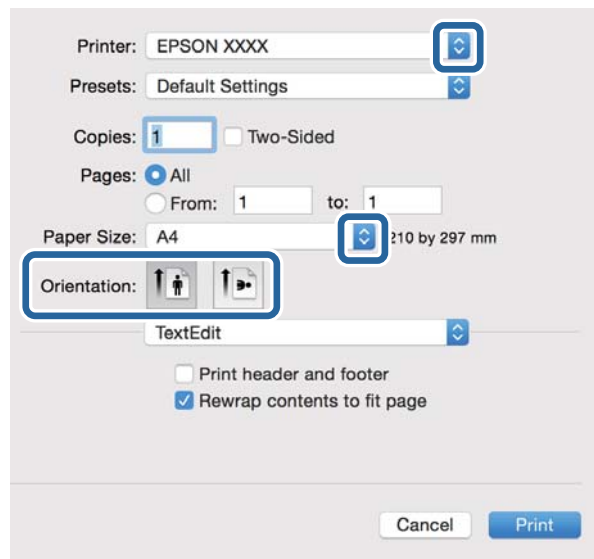 Printer: EPSON XXXX
Presets: Default Settings
Copies: 1 Two-Sided
Pages: All
From: 1 to: 1
Paper Size: A4 210 by 297 mm
Orientation:
TextEdit
Print header and footer
Rewrap contents to fit page
Cancel Print